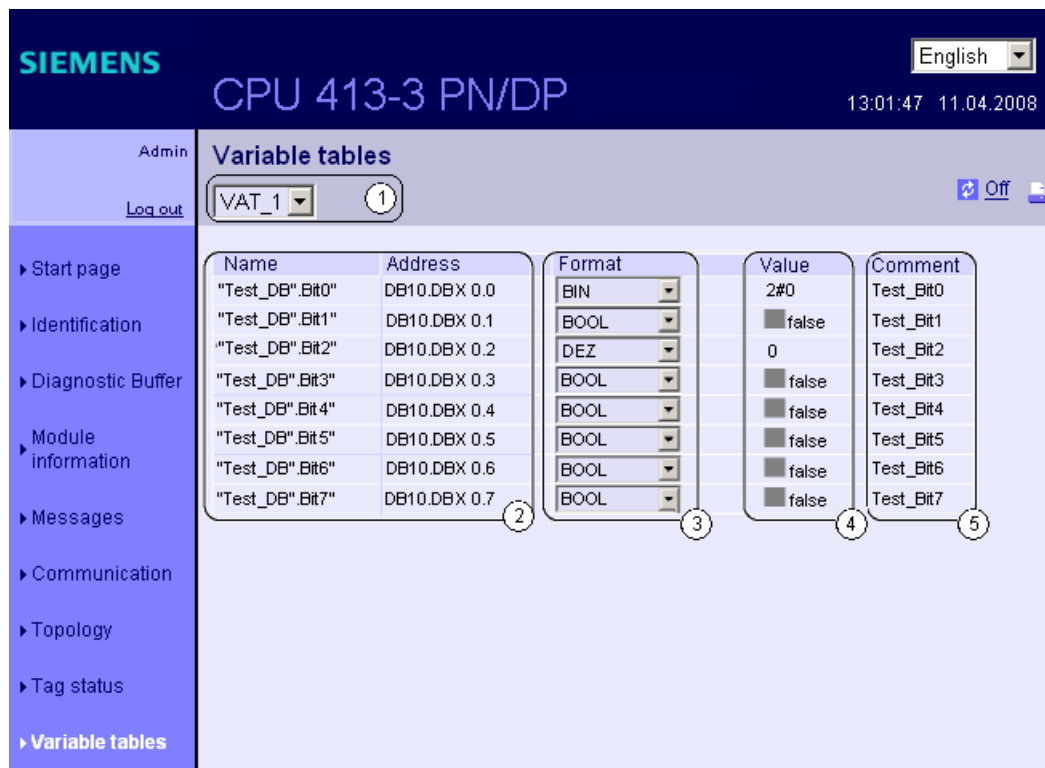 SIEMENS
English
CPU 413-3 PN/DP
13:01:47 11.04.2008
Admin
Log out
Variable tables
VAT_1 1
Off
Start page
Identification
Diagnostic Buffer
Module
information
Messages
Communication
Topology
Tag status
Variable tables
Name Address Format Value Comment
"Test_DB".Bit0" DB10.DBX 0.0 BIN 2#0 Test_Bit0
"Test_DB".Bit1" DB10.DBX 0.1 BOOL false Test_Bit1
"Test_DB".Bit2" DB10.DBX 0.2 DEZ 0 Test_Bit2
"Test_DB".Bit3" DB10.DBX 0.3 BOOL false Test_Bit3
"Test_DB".Bit4" DB10.DBX 0.4 BOOL false Test_Bit4
"Test_DB".Bit5" DB10.DBX 0.5 BOOL false Test_Bit5
"Test_DB".Bit6" DB10.DBX 0.6 BOOL false Test_Bit6
"Test_DB".Bit7" DB10.DBX 0.7 BOOL false Test_Bit7
2 3 4 5